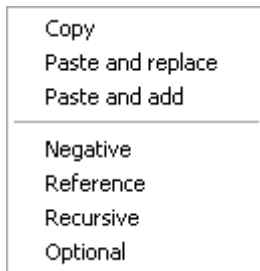 Copy
Paste and replace
Paste and add
Negative
Reference
Recursive
Optional